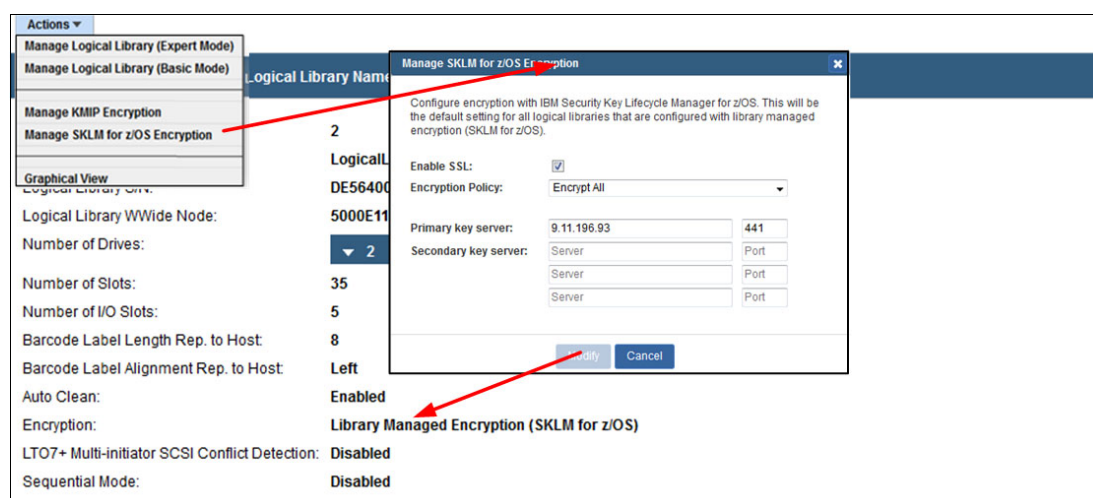 Actions ▼
Manage Logical Library (Expert Mode)
Manage Logical Library (Basic Mode)
Manage KMIP Encryption
Manage SKLM for z/OS Encryption
Graphical View
Logical Library Name
2
LogicalL
Logical Library S/N:
DE56400
Logical Library WWide Node:
5000E11
Number of Drives:
▼ 2
Number of Slots:
35
Number of I/O Slots:
5
Barcode Label Length Rep. to Host:
8
Barcode Label Alignment Rep. to Host:
Left
Auto Clean:
Enabled
Encryption:
Library Managed Encryption (SKLM for z/OS)
LTO7+ Multi-initiator SCSI Conflict Detection:
Disabled
Sequential Mode:
Disabled
Manage SKLM for z/OS Encryption
Configure encryption with IBM Security Key Lifecycle Manager for z/OS. This will be
the default setting for all logical libraries that are configured with library managed
encryption (SKLM for z/OS).
Enable SSL:
Encryption Policy:
Encrypt All
Primary key server:
9.11.196.93
441
Secondary key server:
Server
Port
Server
Port
Server
Port
Modify
Cancel